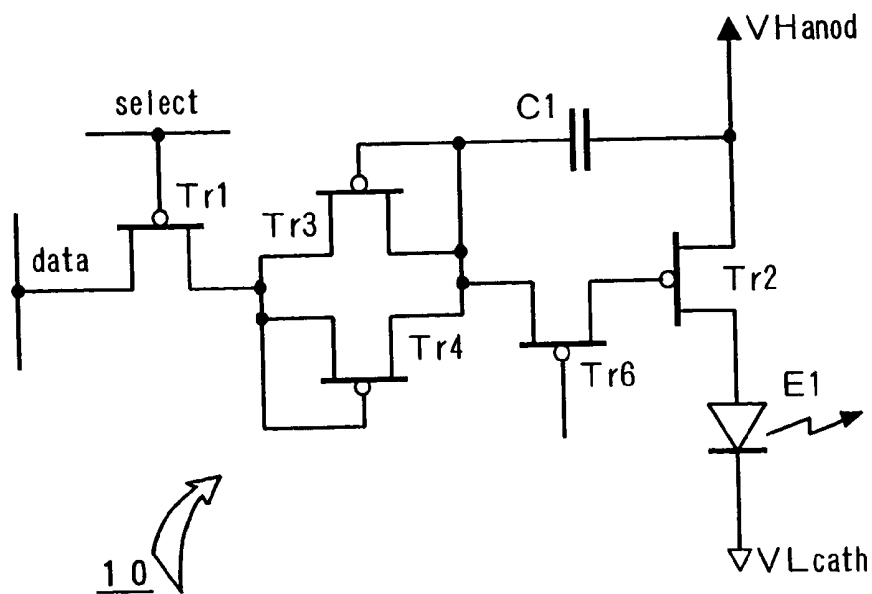 VHanod
select
C1
Tr1
Tr3
data
Tr2
Tr4
Tr6
E1
10
VLcath